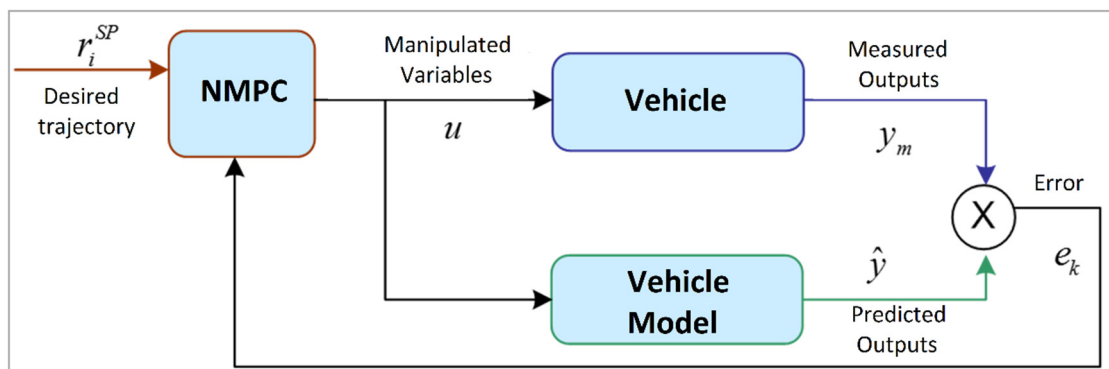 r_i^{SP}
Desired
trajectory
NMPC
Manipulated
Variables
u
Vehicle
Measured
Outputs
y_m
X
Error
e_k
Vehicle
Model
ŷ
Predicted
Outputs